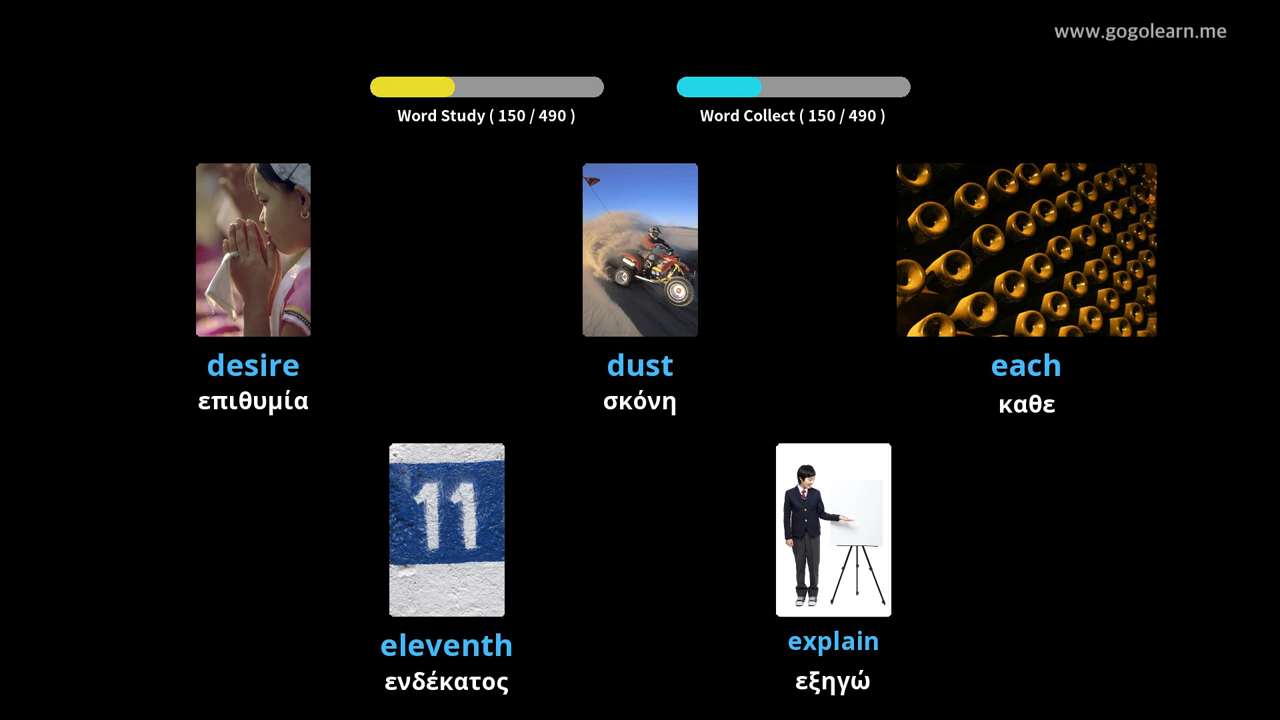 www.gogolearn.me
Word Study ( 150 / 490 )
Word Collect ( 150 / 490 )
desire
επιθυμία
dust
σκόνη
each
καθε
11
eleventh
ενδέκατος
explain
εξηγώ